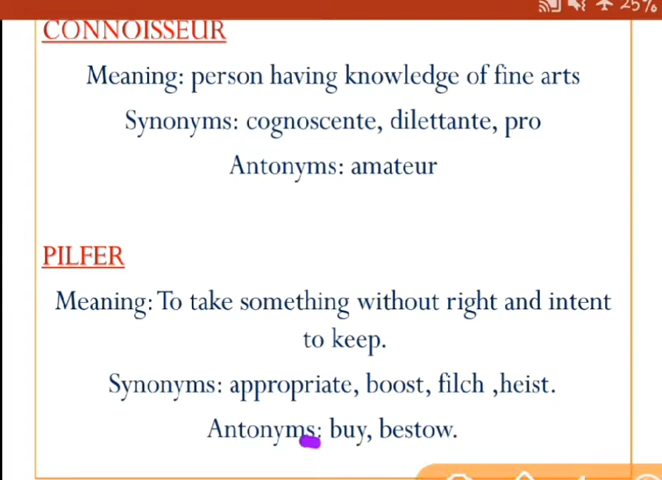 25%
CONNOISSEUR
Meaning: person having knowledge of fine arts
Synonyms: cognoscente, dilettante, pro
Antonyms: amateur
PILFER
Meaning: To take something without right and intent
to keep.
Synonyms: appropriate, boost, filch ,heist.
Antonyms: buy, bestow.